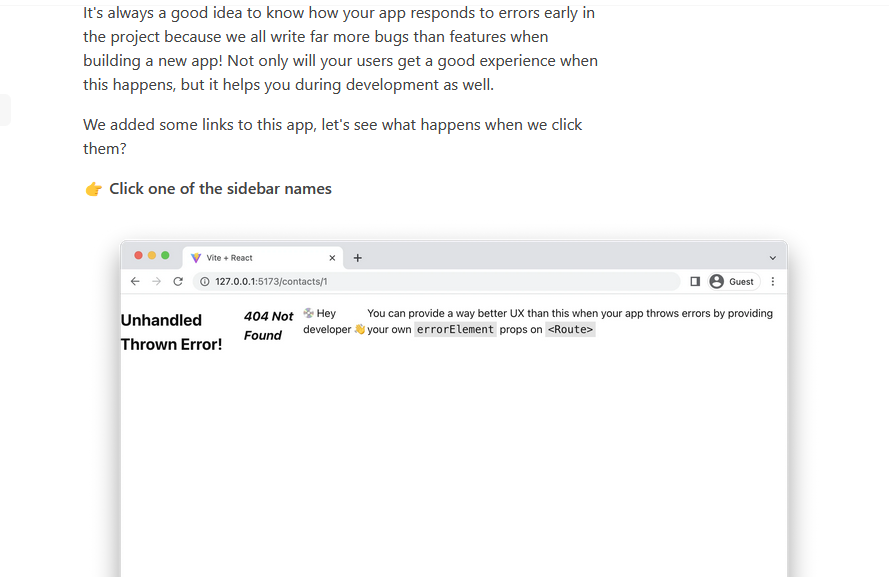 It's always a good idea to know how your app responds to errors early in
the project because we all write far more bugs than features when
building a new app! Not only will your users get a good experience when
this happens, but it helps you during development as well.
We added some links to this app, let's see what happens when we click
them?
👉 Click one of the sidebar names
Vite + React
127.0.0.1:5173/contacts/1
Guest
Unhandled
Thrown Error!
404 Not
Found
💿 Hey
developer 👋
You can provide a way better UX than this when your app throws errors by providing
your own errorElement props on <Route>